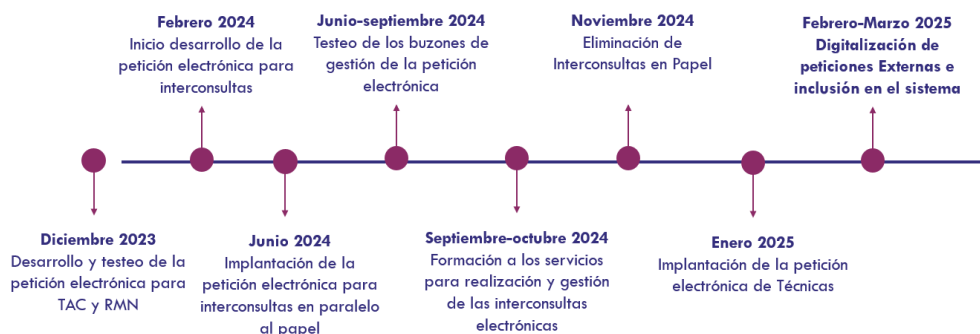 Diciembre 2023
Desarrollo y testeo de la
petición electrónica para
TAC y RMN
Febrero 2024
Inicio desarrollo de la
petición electrónica para
interconsultas
Junio 2024
Implantación de la
petición electrónica para
interconsultas en paralelo
al papel
Junio-septiembre 2024
Testeo de los buzones de
gestión de la petición
electrónica
Septiembre-octubre 2024
Formación a los servicios
para realización y gestión
de las interconsultas
electrónicas
Noviembre 2024
Eliminación de
Interconsultas en Papel
Enero 2025
Implantación de la petición
electrónica de Técnicas
Febrero-Marzo 2025
Digitalización de
peticiones Externas e
inclusión en el sistema